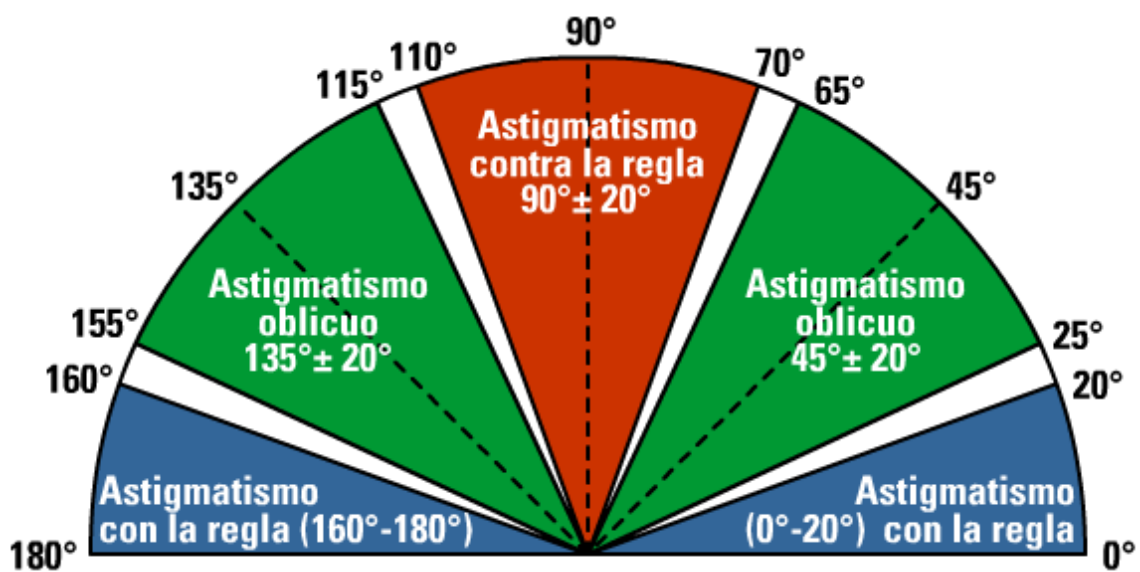 90°
110°
70°
115°
65°
Astigmatismo
contra la regla
90°± 20°
135°
45°
Astigmatismo
oblicuo
135°± 20°
Astigmatismo
oblicuo
45°± 20°
155°
25°
160°
20°
Astigmatismo
con la regla (160°-180°)
Astigmatismo
(0°-20°) con la regla
180°
0°